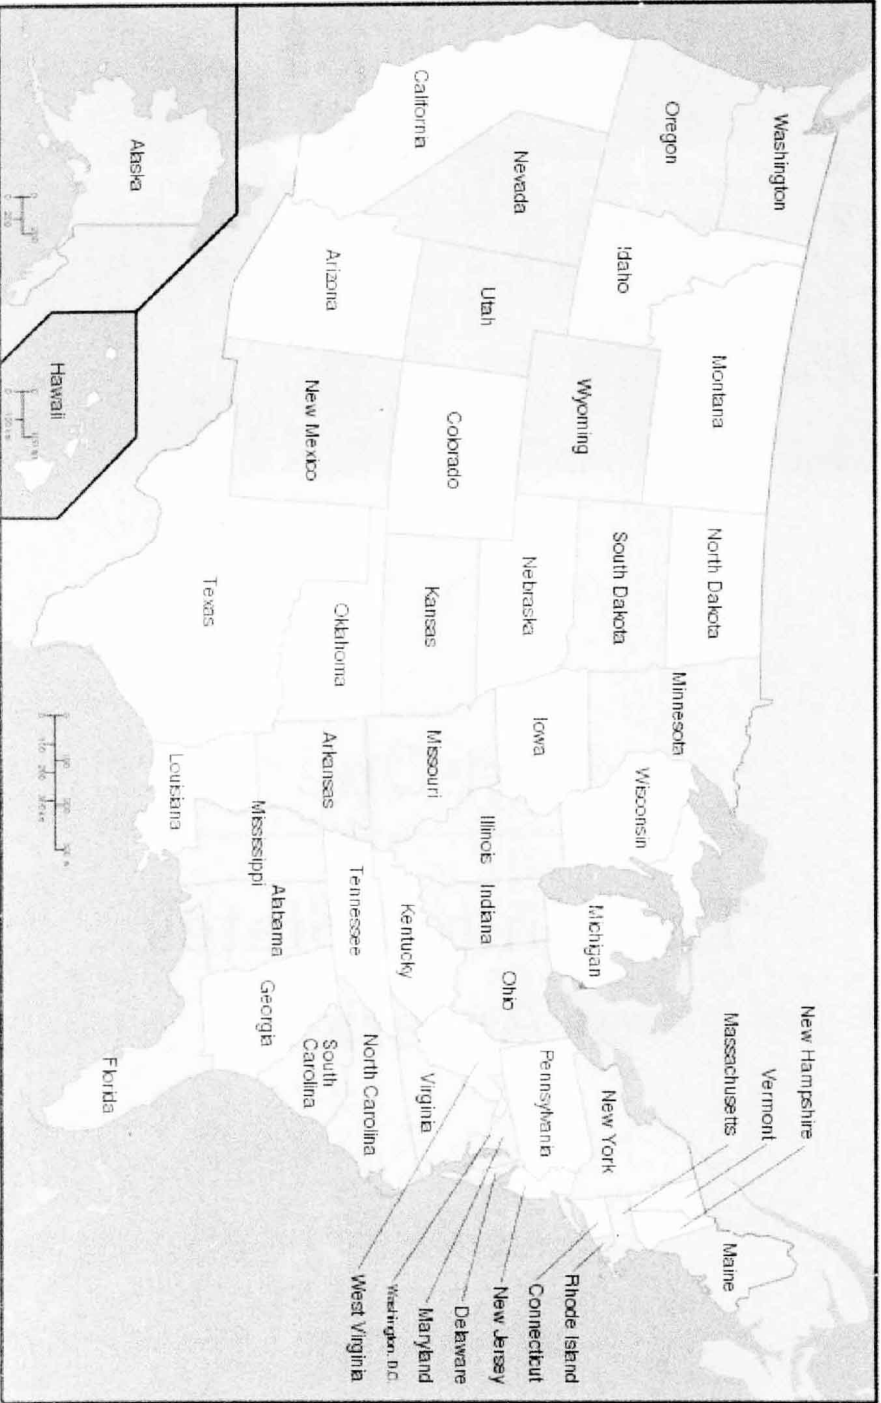 Washington
Oregon
California
Nevada
Idaho
Montana
Wyoming
Utah
Arizona
Colorado
New Mexico
North Dakota
South Dakota
Nebraska
Kansas
Oklahoma
Texas
Minnesota
Iowa
Missouri
Arkansas
Louisiana
Wisconsin
Illinois
Mississippi
Michigan
Indiana
Kentucky
Tennessee
Alabama
Ohio
Georgia
Florida
South
Carolina
North Carolina
Virginia
Pennsylvania
New York
New Hampshire
Vermont
Massachusetts
Maine
Rhode Island
Connecticut
New Jersey
Delaware
Maryland
Washington, D.C.
West Virginia
Alaska
Hawaii